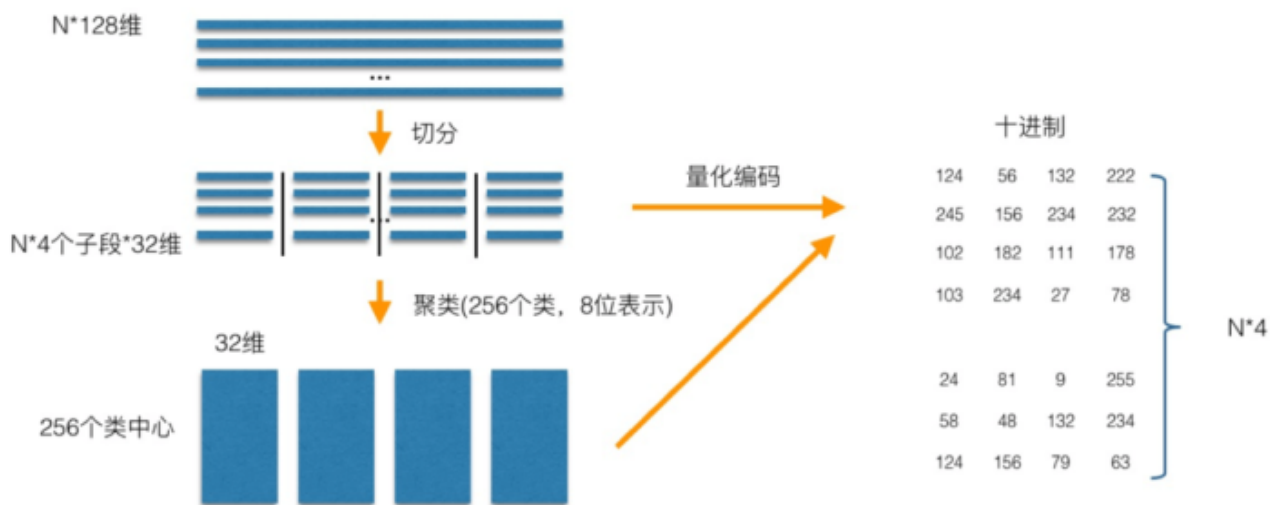 N*128维
...
切分
...
N*4个子段*32维
聚类(256个类，8位表示)
32维
256个类中心
量化编码
十进制
124 56 132 222
245 156 234 232
102 182 111 178
103 234 27 78
24 81 9 255
58 48 132 234
124 156 79 63
N*4